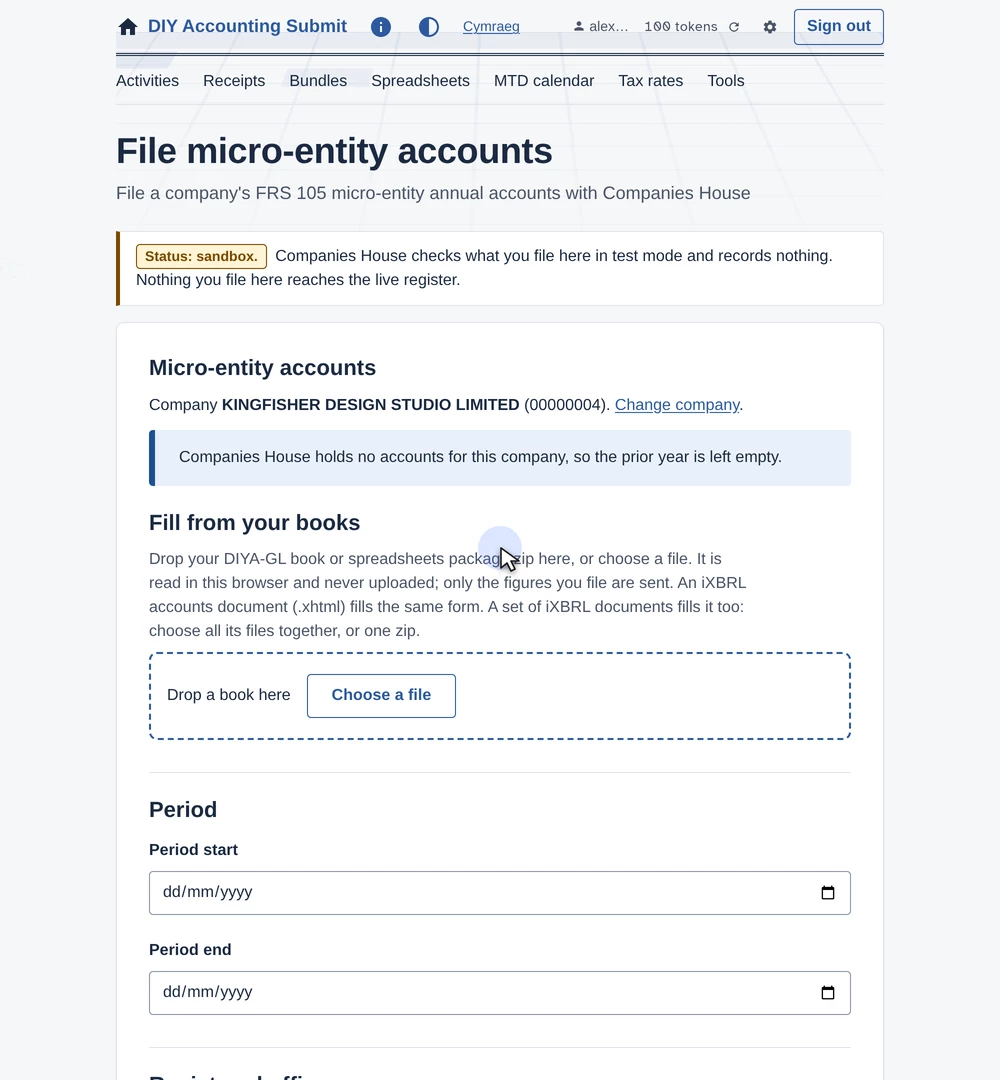 DIY Accounting Submit
Cymraeg
alex...
100 tokens
Sign out
Activities
Receipts
Bundles
Spreadsheets
MTD calendar
Tax rates
Tools
File micro-entity accounts
File a company's FRS 105 micro-entity annual accounts with Companies House
Status: sandbox. Companies House checks what you file here in test mode and records nothing.
Nothing you file here reaches the live register.
Micro-entity accounts
Company KINGFISHER DESIGN STUDIO LIMITED (00000004). Change company.
Companies House holds no accounts for this company, so the prior year is left empty.
Fill from your books
Drop your DIYA-GL book or spreadsheets package zip here, or choose a file. It is
read in this browser and never uploaded; only the figures you file are sent. An iXBRL
accounts document (.xhtml) fills the same form. A set of iXBRL documents fills it too:
choose all its files together, or one zip.
Drop a book here
Choose a file
Period
Period start
dd/mm/yyyy
Period end
dd/mm/yyyy